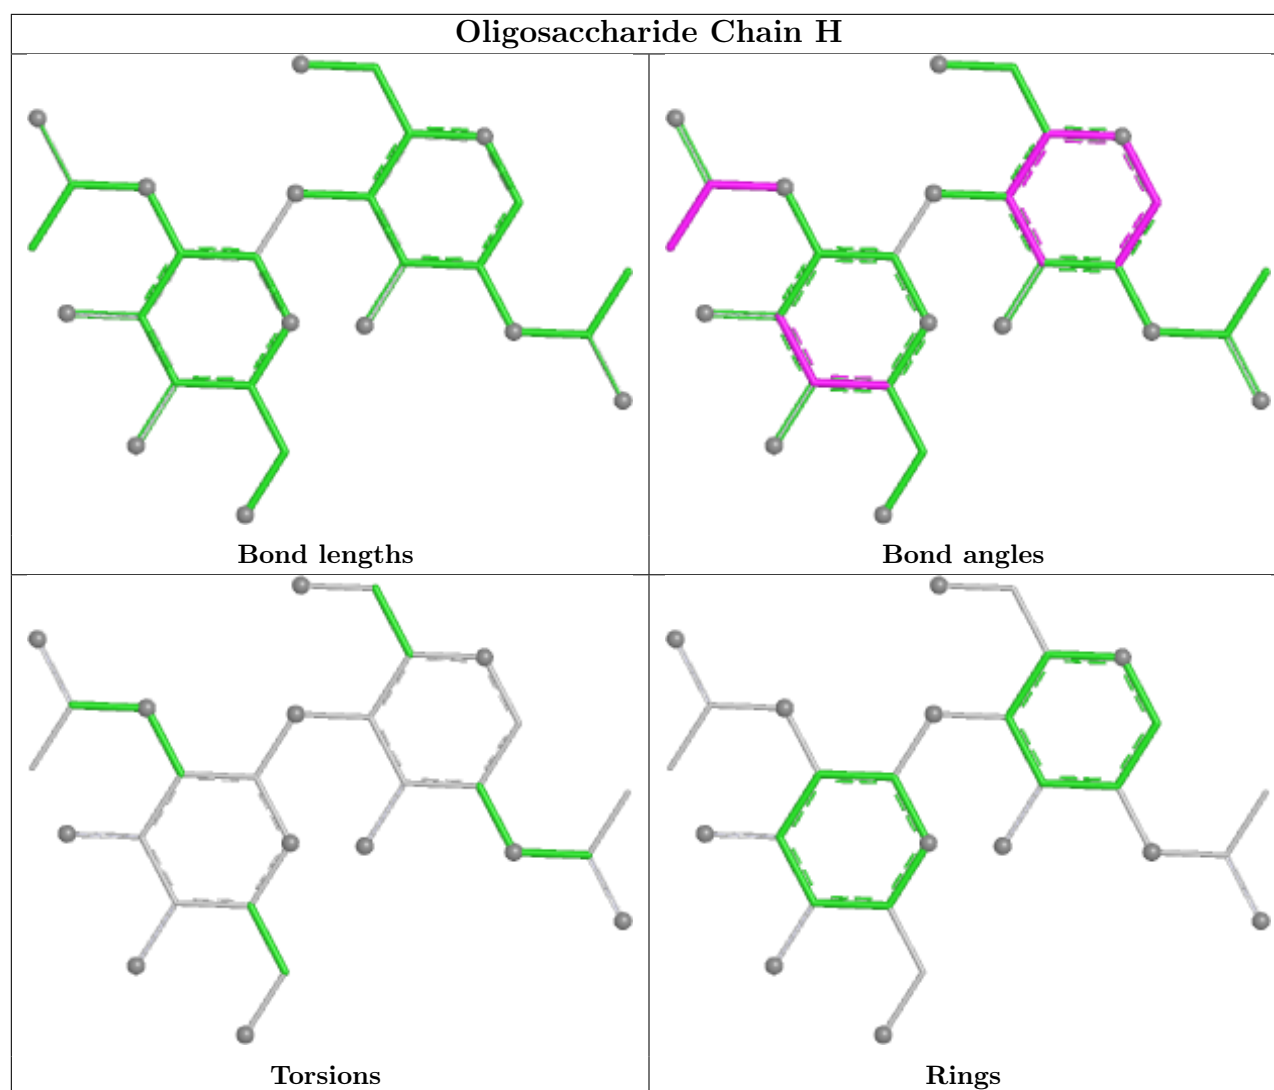 Oligosaccharide Chain H
Bond lengths
Bond angles
Torsions
Rings